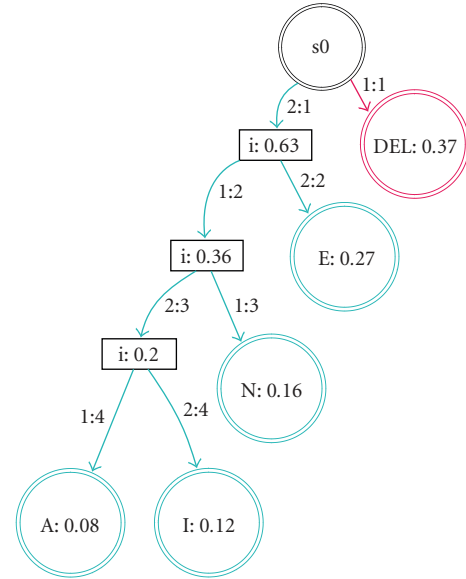 s0
2:1
1:1
i: 0.63
DEL: 0.37
1:2
2:2
i: 0.36
E: 0.27
2:3
1:3
i: 0.2
N: 0.16
1:4
2:4
A: 0.08
I: 0.12